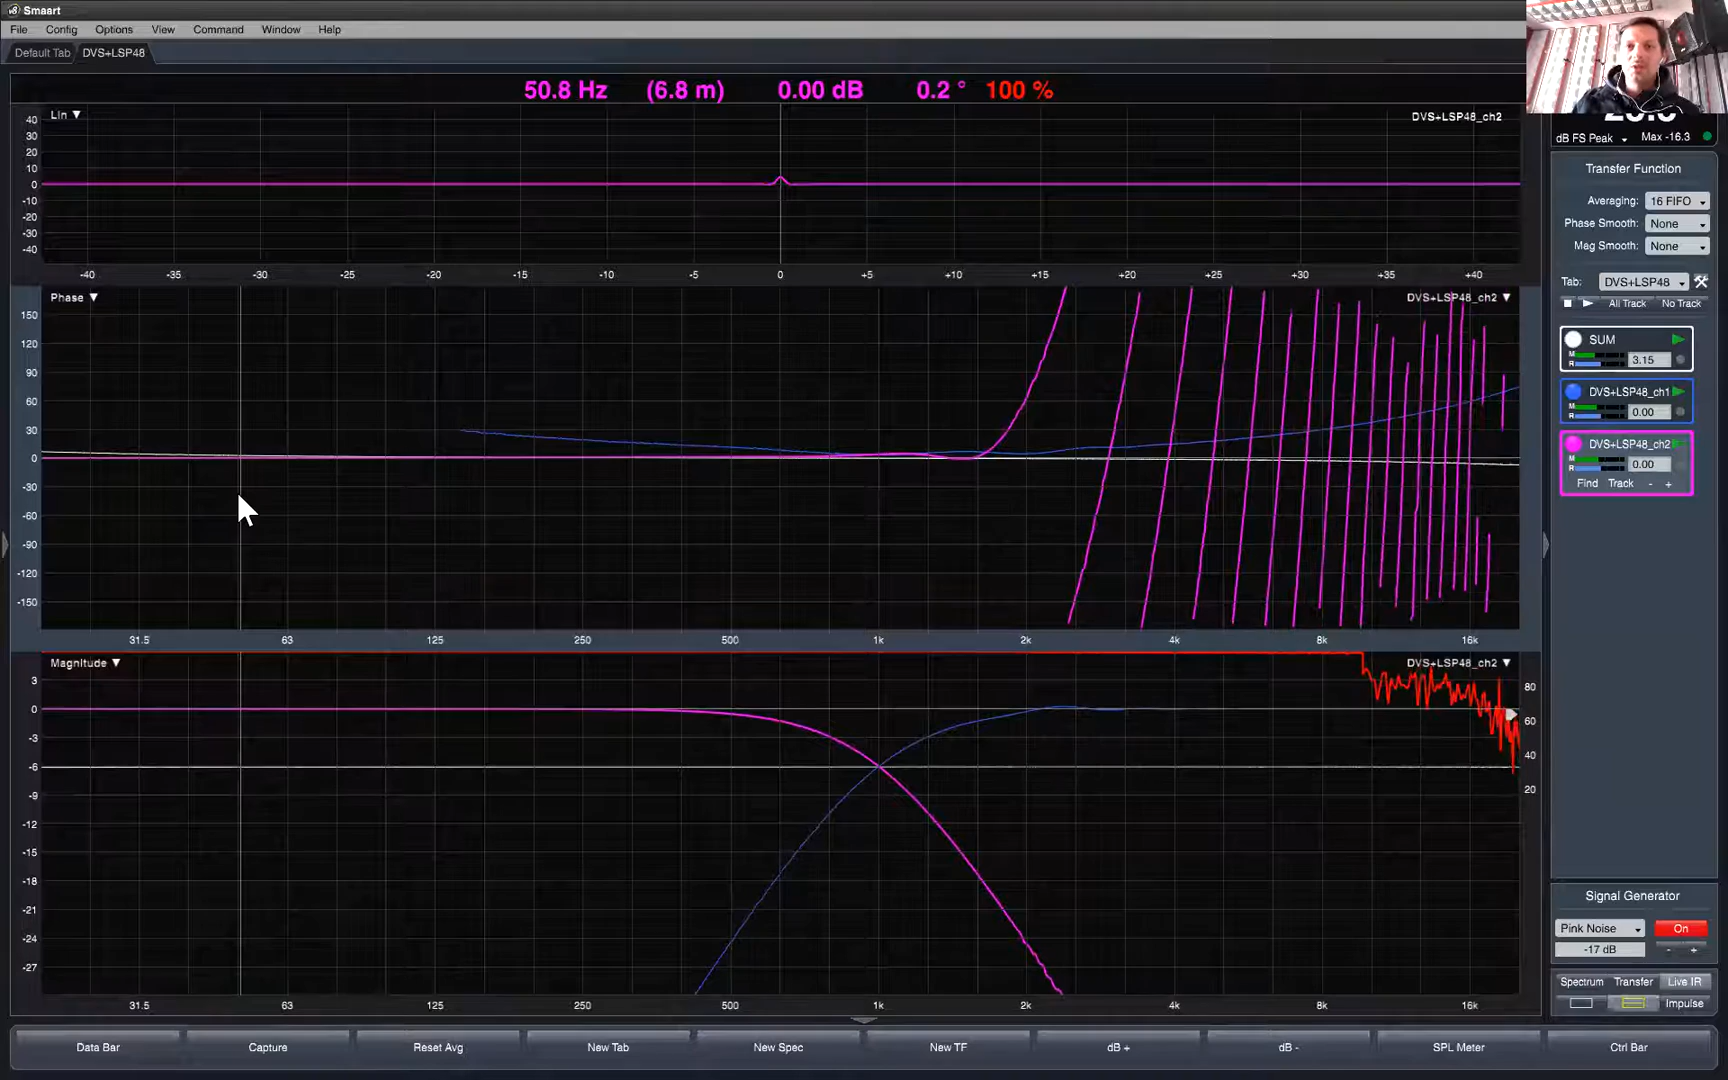 Smaart
File Config Options View Command Window Help
Default Tab DVS+LSP48
50.8 Hz (6.8 m) 0.00 dB 0.2 ° 100 %
Lin ▼ DVS+LSP48_ch2
40
30
20
10
0
-10
-20
-30
-40
-40 -35 -30 -25 -20 -15 -10 -5 0 +5 +10 +15 +20 +25 +30 +35 +40
Phase ▼ DVS+LSP48_ch2 ▼
150
120
90
60
30
0
-30
-60
-90
-120
-150
31.5 63 125 250 500 1k 2k 4k 8k 16k
Magnitude ▼ DVS+LSP48_ch2 ▼
3
0
-3
-6
-9
-12
-15
-18
-21
-24
-27
80
60
40
20
31.5 63 125 250 500 1k 2k 4k 8k 16k
dB FS Peak Max -16.3
Transfer Function
Averaging: 16 FIFO
Phase Smooth: None
Mag Smooth: None
Tab: DVS+LSP48
All Track No Track
SUM
M
R 3.15
DVS+LSP48_ch1
M
R 0.00
DVS+LSP48_ch2
M
R 0.00
Find Track - +
Signal Generator
Pink Noise On
-17 dB - +
Spectrum Transfer Live IR
Impulse
Data Bar Capture Reset Avg New Tab New Spec New TF dB + dB - SPL Meter Ctrl Bar